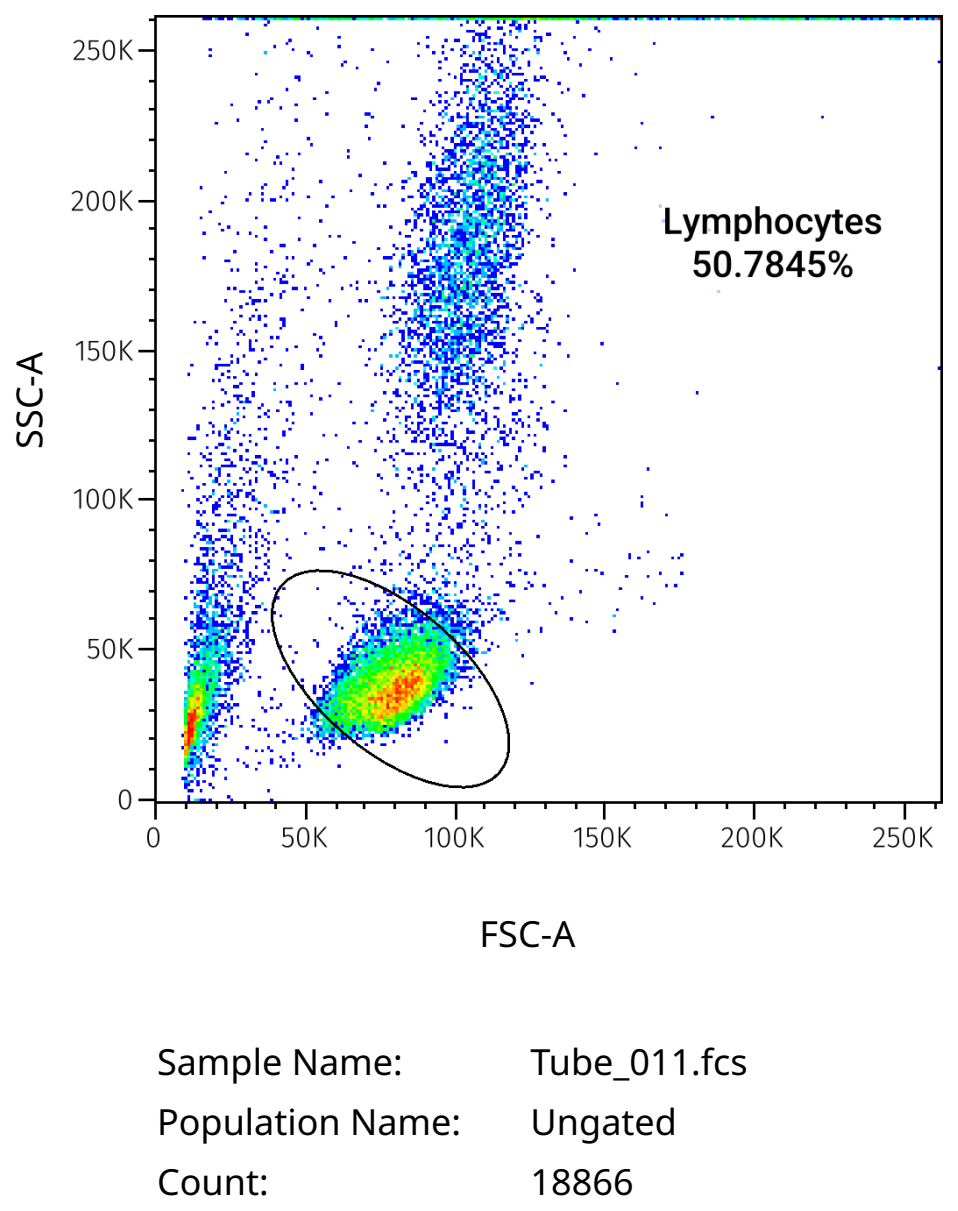 250K
200K
150K
100K
50K
0
SSC-A
Lymphocytes
50.7845%
0 50K 100K 150K 200K 250K
FSC-A
Sample Name: Tube_011.fcs
Population Name: Ungated
Count: 18866